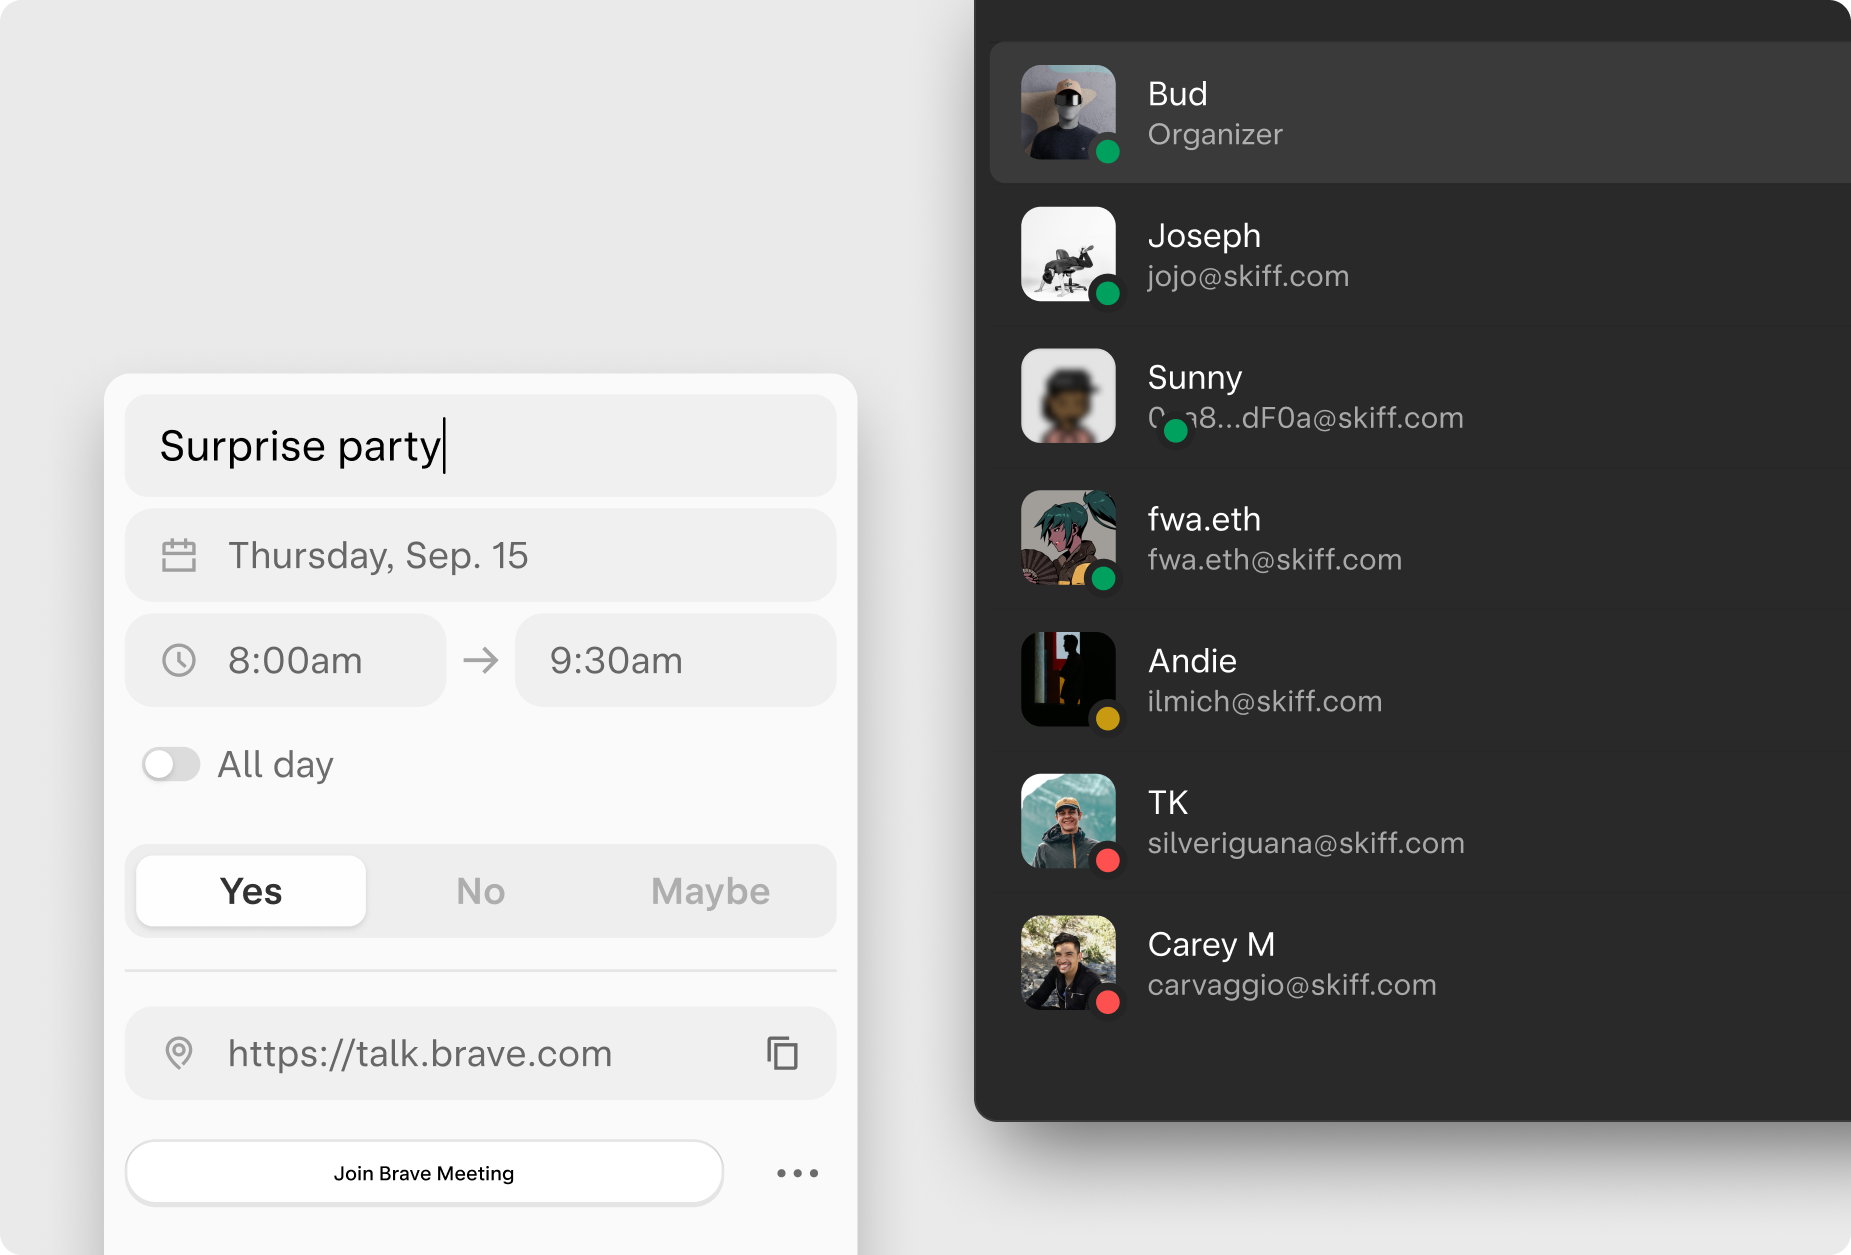 Surprise party
Thursday, Sep. 15
8:00am → 9:30am
All day
Yes No Maybe
https://talk.brave.com
Join Brave Meeting
Bud
Organizer
Joseph
jojo@skiff.com
Sunny
a8...dF0a@skiff.com
fwa.eth
fwa.eth@skiff.com
Andie
ilmich@skiff.com
TK
silveriguana@skiff.com
Carey M
carvaggio@skiff.com